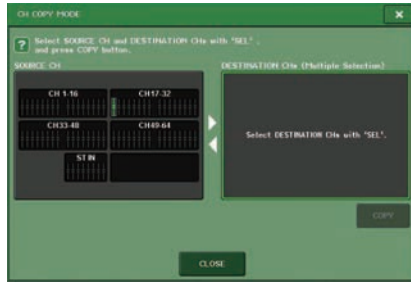 CH COPY MODE
Select SOURCE CH and DESTINATION CHs with "SEL" ,
and press COPY button.
SOURCE CH
DESTINATION CHs (Multiple Selection)
CH 1-16
CH17-32
CH33-48
CH49-64
ST IN
Select DESTINATION CHs with "SEL".
COPY
CLOSE